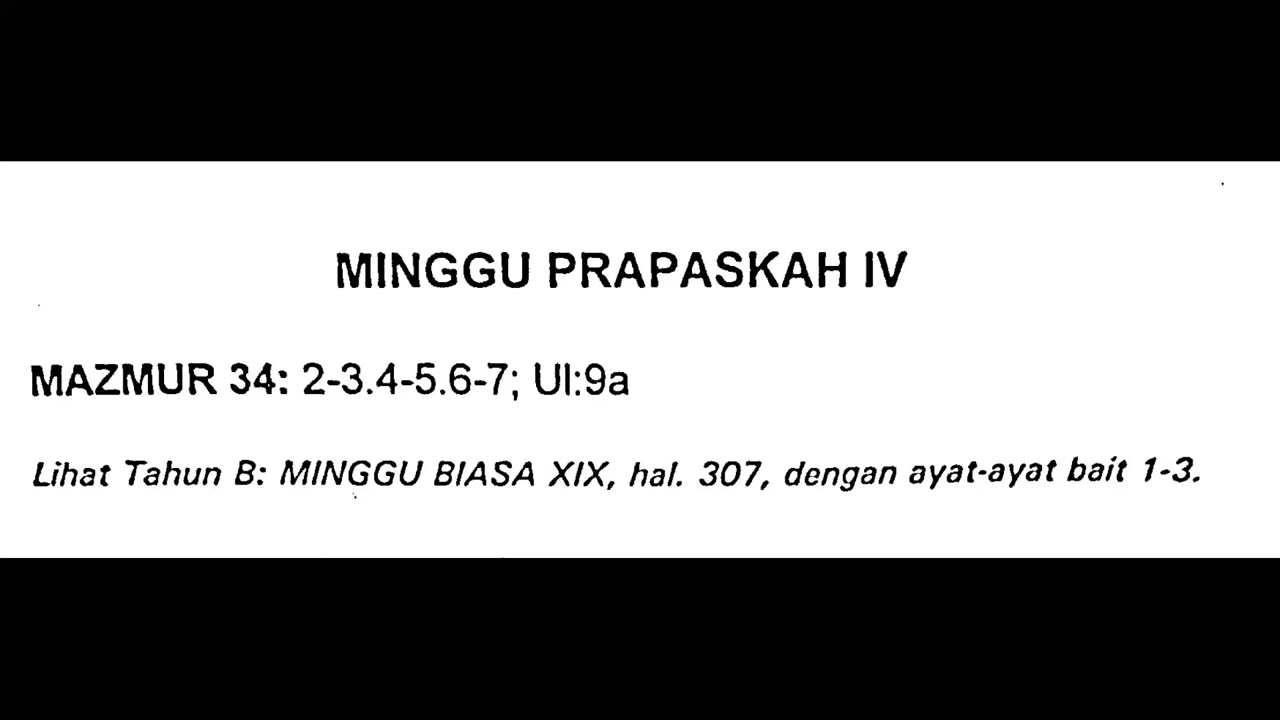 MINGGU PRAPASKAH IV
MAZMUR 34: 2-3.4-5.6-7; Ul:9a
Lihat Tahun B: MINGGU BIASA XIX, hal. 307, dengan ayat-ayat bait 1-3.